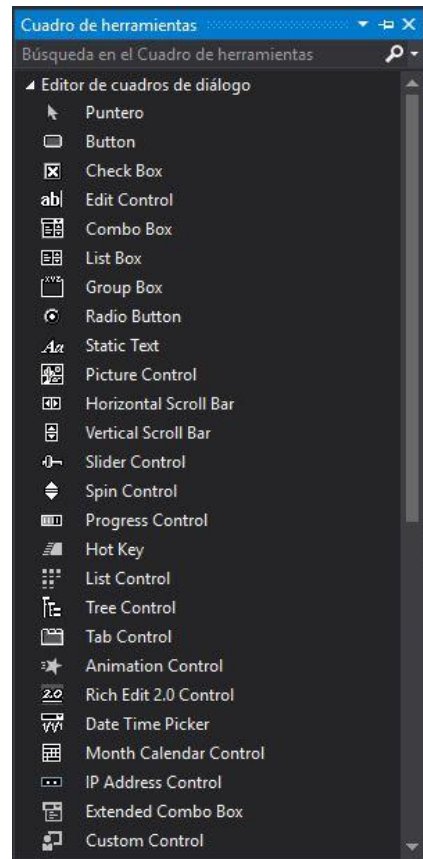 Cuadro de herramientas
Búsqueda en el Cuadro de herramientas
Editor de cuadros de diálogo
Puntero
Button
Check Box
ab| Edit Control
Combo Box
List Box
XYZ Group Box
Radio Button
Aa Static Text
Picture Control
Horizontal Scroll Bar
Vertical Scroll Bar
Slider Control
Spin Control
Progress Control
Hot Key
List Control
Tree Control
Tab Control
Animation Control
2.0 Rich Edit 2.0 Control
Date Time Picker
Month Calendar Control
IP Address Control
Extended Combo Box
Custom Control